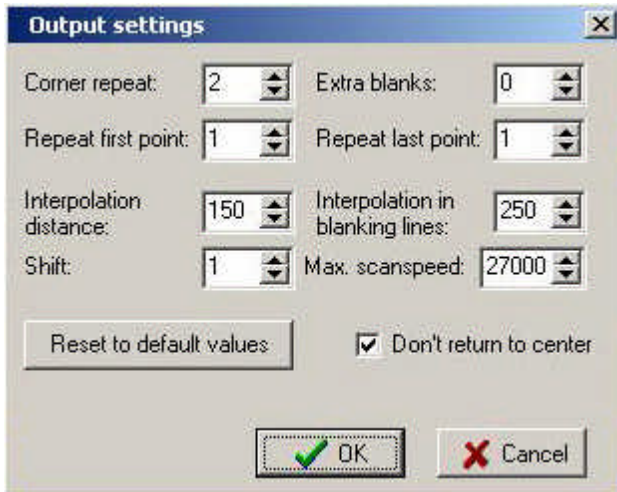 Output settings
Corner repeat: 2 Extra blanks: 0
Repeat first point: 1 Repeat last point: 1
Interpolation distance: 150 Interpolation in blanking lines: 250
Shift: 1 Max. scanspeed: 27000
Reset to default values Don't return to center
OK Cancel